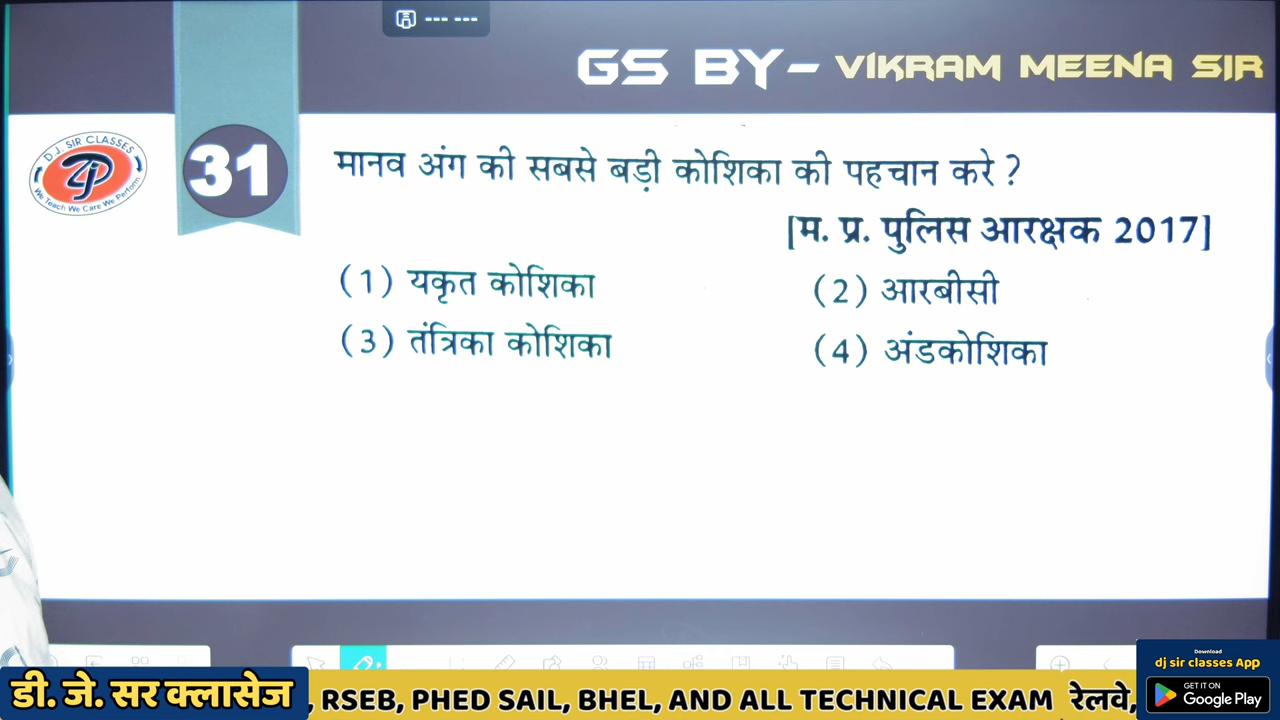 GS BY- VIKRAM MEENA SIR
D.J. SIR CLASSES
We Teach We Care We Perform
31
मानव अंग की सबसे बड़ी कोशिका की पहचान करे ?
[म. प्र. पुलिस आरक्षक 2017]
(1) यकृत कोशिका
(2) आरबीसी
(3) तंत्रिका कोशिका
(4) अंडकोशिका
डी. जे. सर क्लासेज
, RSEB, PHED SAIL, BHEL, AND ALL TECHNICAL EXAM रेलवे,
Download
dj sir classes App
GET IT ON
Google Play